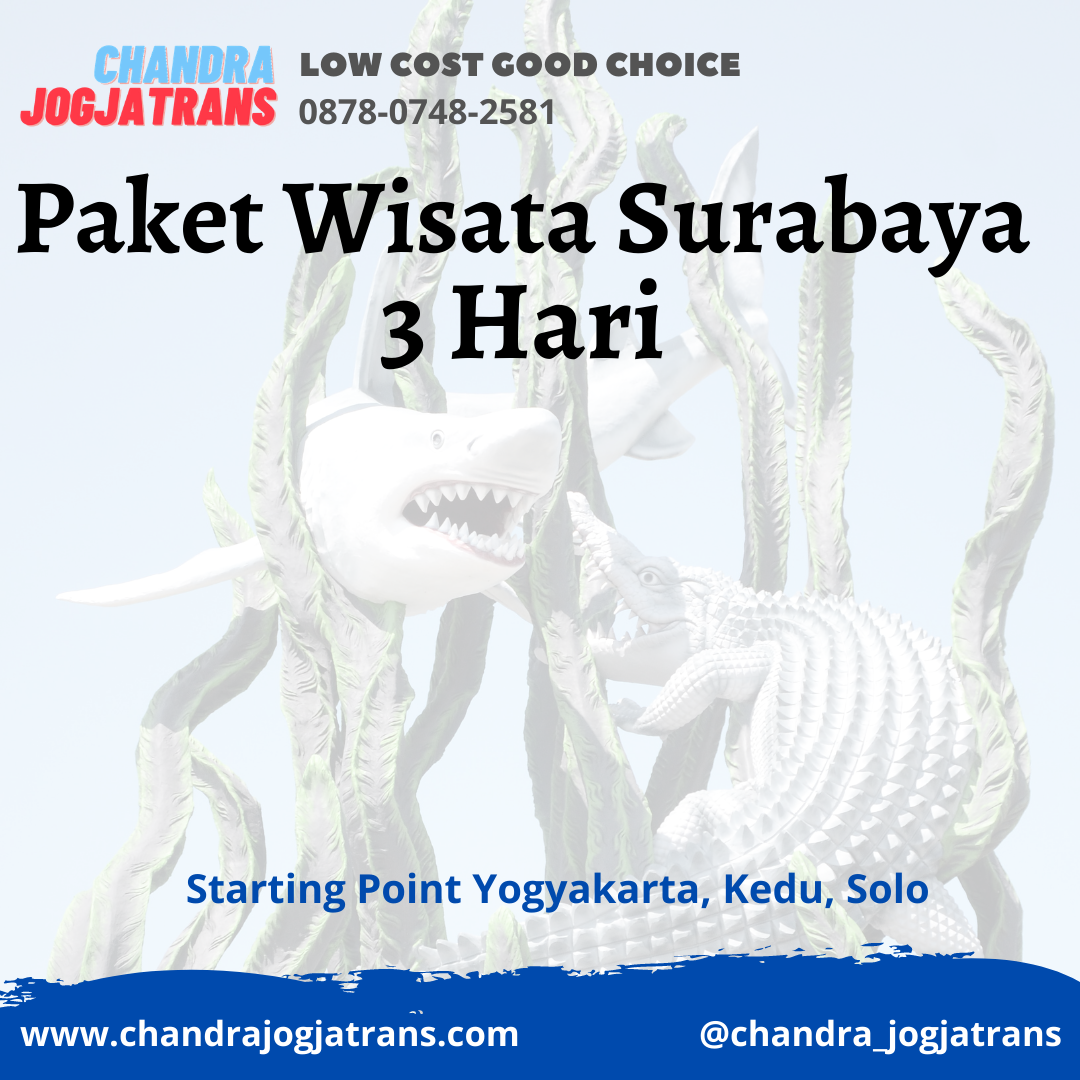 CHANDRA
JOGJATRANS
LOW COST GOOD CHOICE
0878-0748-2581
Paket Wisata Surabaya
3 Hari
Starting Point Yogyakarta, Kedu, Solo
www.chandrajogjatrans.com
@chandra_jogjatrans